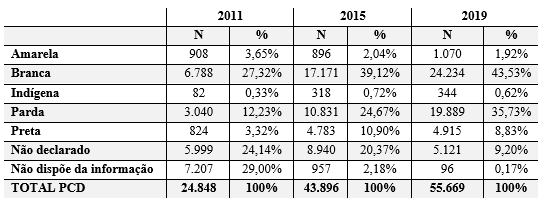 2011 2015 2019
N % N % N %
Amarela 908 3,65% 896 2,04% 1.070 1,92%
Branca 6.788 27,32% 17.171 39,12% 24.234 43,53%
Indígena 82 0,33% 318 0,72% 344 0,62%
Parda 3.040 12,23% 10.831 24,67% 19.889 35,73%
Preta 824 3,32% 4.783 10,90% 4.915 8,83%
Não declarado 5.999 24,14% 8.940 20,37% 5.121 9,20%
Não dispõe da informação 7.207 29,00% 957 2,18% 96 0,17%
TOTAL PCD 24.848 100% 43.896 100% 55.669 100%